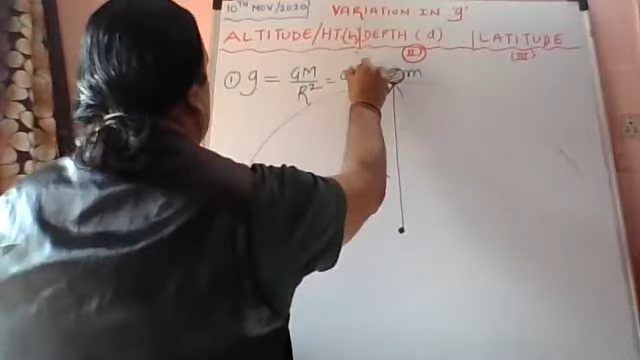 10TH NOV/2020 VARIATION IN 'g'
ALTITUDE/HT(h) DEPTH (d) LATITUDE
(II) (III)
① g = GM/R² = m